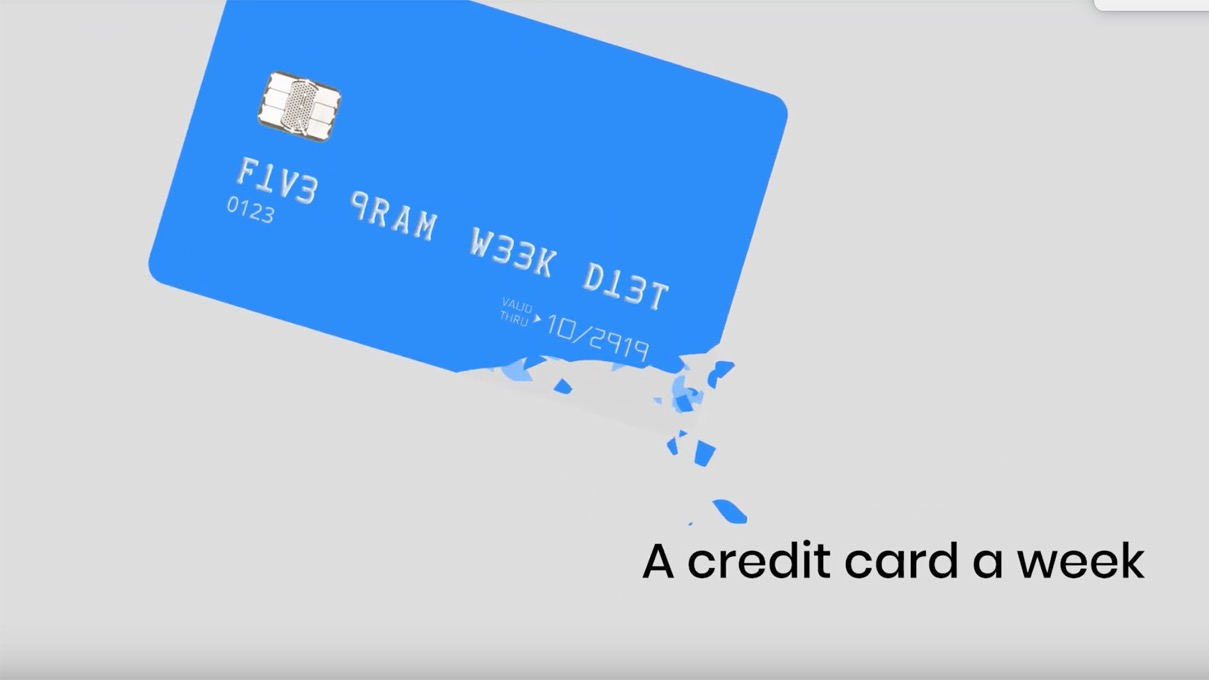 F1V3 9RAM W33K D13T
0123
VALID
THRU 10/2919
A credit card a week